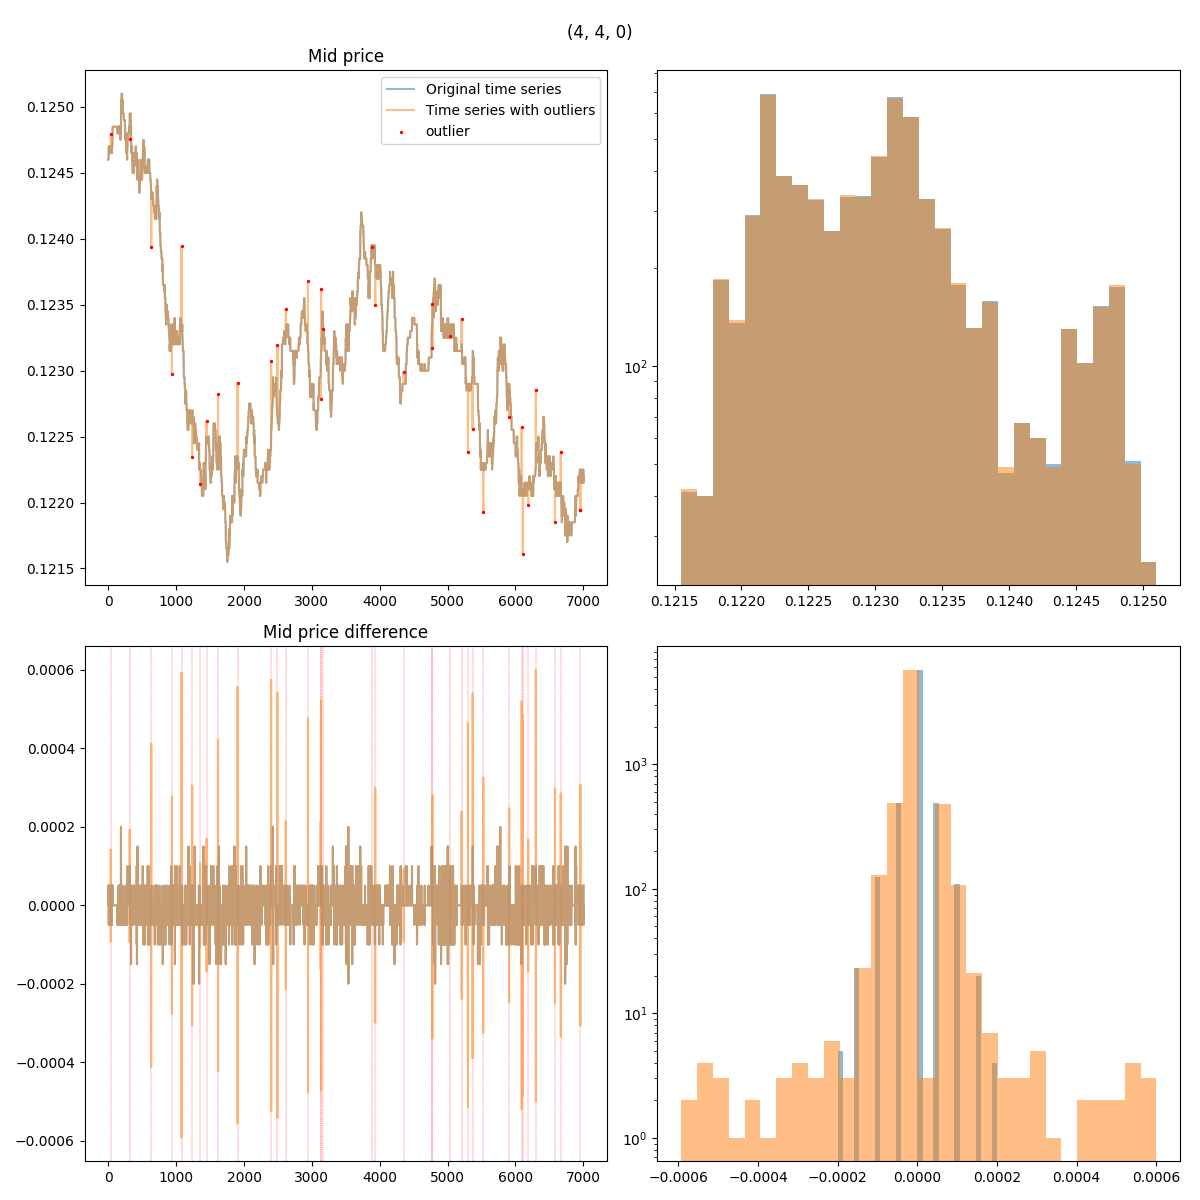 (4, 4, 0)
Mid price
Original time series
Time series with outliers
outlier
0.1250
0.1245
0.1240
0.1235
0.1230
0.1225
0.1220
0.1215
0 1000 2000 3000 4000 5000 6000 7000
10²
0.1215 0.1220 0.1225 0.1230 0.1235 0.1240 0.1245 0.1250
Mid price difference
0.0006
0.0004
0.0002
0.0000
−0.0002
−0.0004
−0.0006
0 1000 2000 3000 4000 5000 6000 7000
10³
10²
10¹
10⁰
−0.0006 −0.0004 −0.0002 0.0000 0.0002 0.0004 0.0006